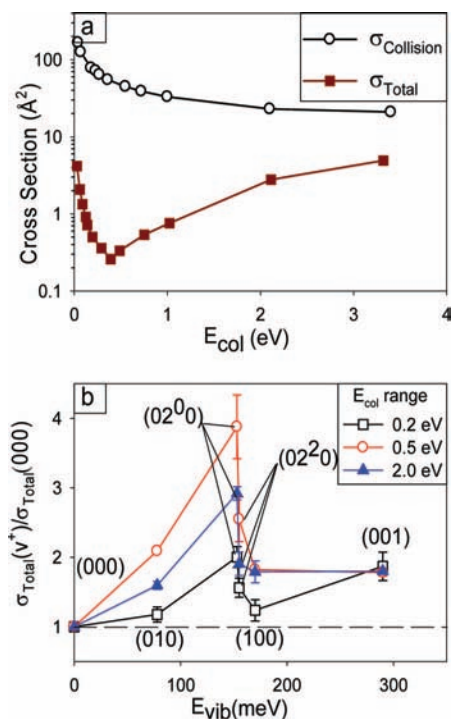 a
σCollision
σTotal
100
10
1
0.1
Cross Section (Å²)
0 1 2 3 4
Ecol (eV)
b
Ecol range
0.2 eV
0.5 eV
2.0 eV
(02⁰0)
(02²0)
(000)
(001)
(010)
(100)
4
3
2
1
σTotal(v⁺)/σTotal(000)
0 100 200 300
Evib(meV)